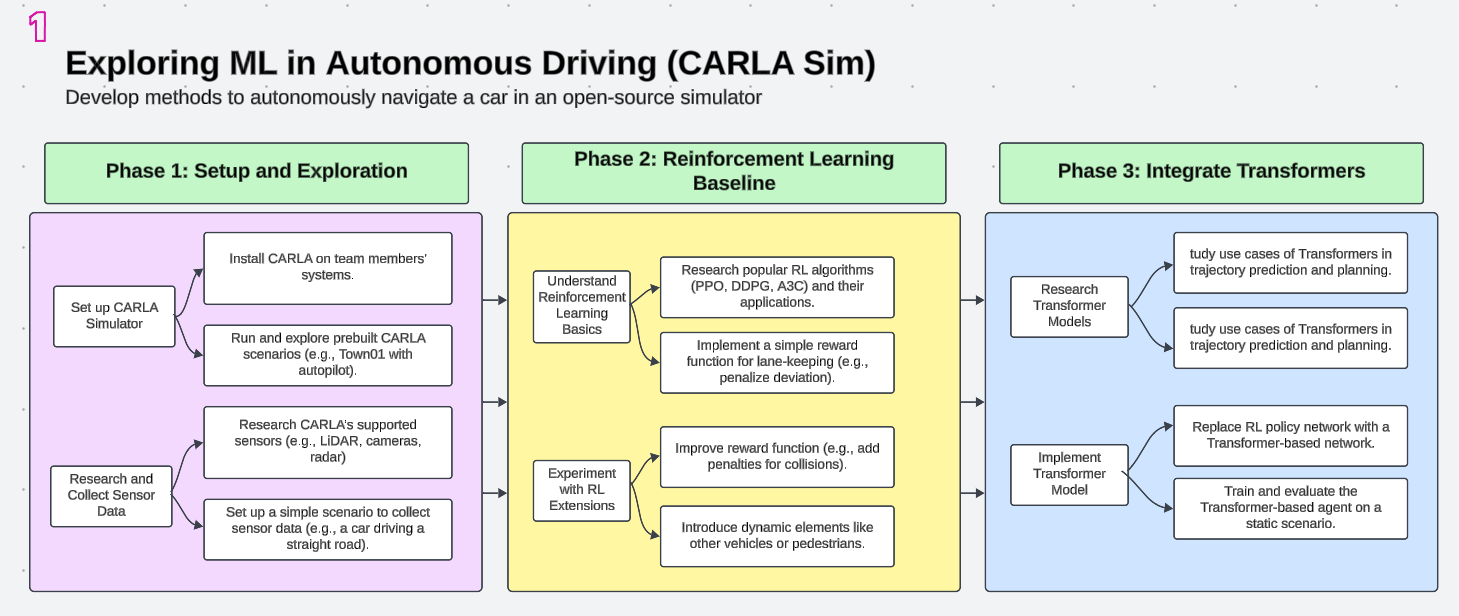 1
Exploring ML in Autonomous Driving (CARLA Sim)
Develop methods to autonomously navigate a car in an open-source simulator
Phase 1: Setup and Exploration
Set up CARLA
Simulator
Install CARLA on team members'
systems.
Run and explore prebuilt CARLA
scenarios (e.g., Town01 with
autopilot).
Research and
Collect Sensor
Data
Research CARLA's supported
sensors (e.g., LiDAR, cameras,
radar)
Set up a simple scenario to collect
sensor data (e.g., a car driving a
straight road).
Phase 2: Reinforcement Learning
Baseline
Understand
Reinforcement
Learning
Basics
Research popular RL algorithms
(PPO, DDPG, A3C) and their
applications.
Implement a simple reward
function for lane-keeping (e.g.,
penalize deviation).
Experiment
with RL
Extensions
Improve reward function (e.g., add
penalties for collisions).
Introduce dynamic elements like
other vehicles or pedestrians.
Phase 3: Integrate Transformers
Research
Transformer
Models
tudy use cases of Transformers in
trajectory prediction and planning.
tudy use cases of Transformers in
trajectory prediction and planning.
Implement
Transformer
Model
Replace RL policy network with a
Transformer-based network.
Train and evaluate the
Transformer-based agent on a
static scenario.